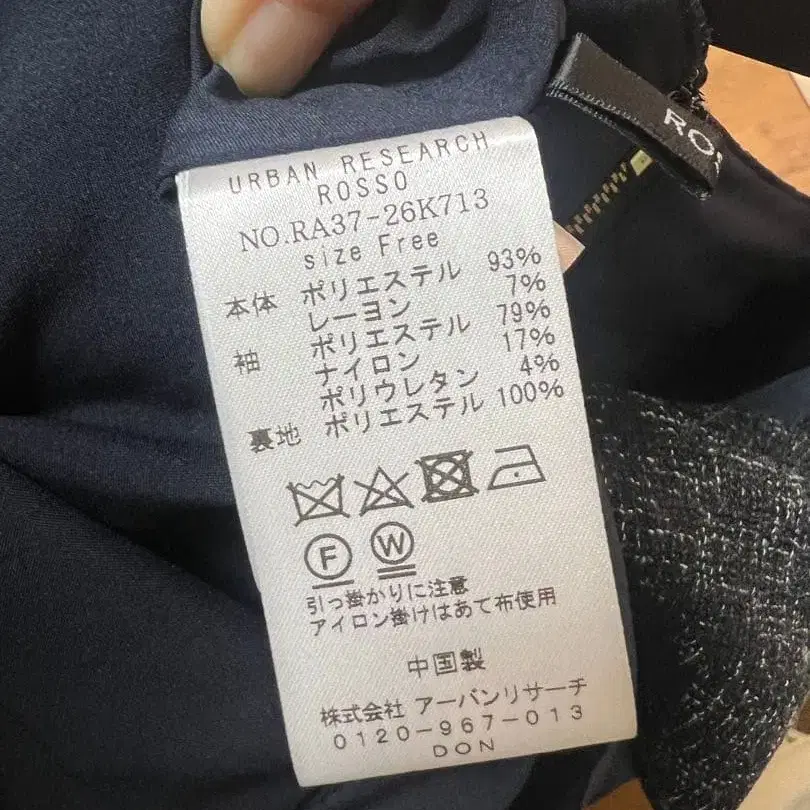 URBAN RESEARCH
ROSSO
NO.RA37-26K713
size Free
本体 ポリエステル 93%
レーヨン 7%
袖 ポリエステル 79%
ナイロン 17%
ポリウレタン 4%
裏地 ポリエステル 100%
F W
引っ掛かりに注意
アイロン掛けはあて布使用
中国製
株式会社 アーバンリサーチ
0120-967-013
DON
ROS